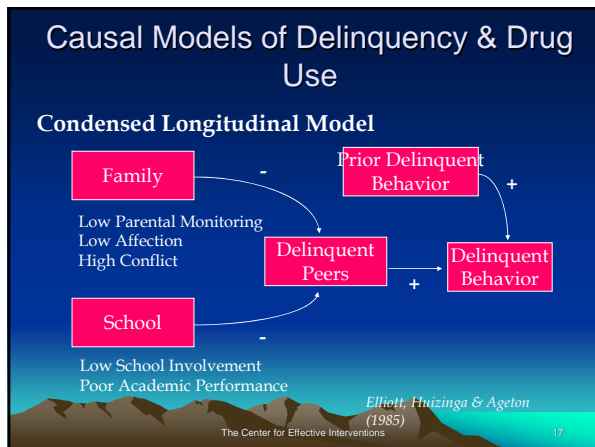 Causal Models of Delinquency & Drug
Use
Condensed Longitudinal Model
Family
-
Prior Delinquent
Behavior
+
Low Parental Monitoring
Low Affection
High Conflict
Delinquent
Peers
+
Delinquent
Behavior
School
-
Low School Involvement
Poor Academic Performance
Elliott, Huizinga & Ageton
(1985)
The Center for Effective Interventions
17